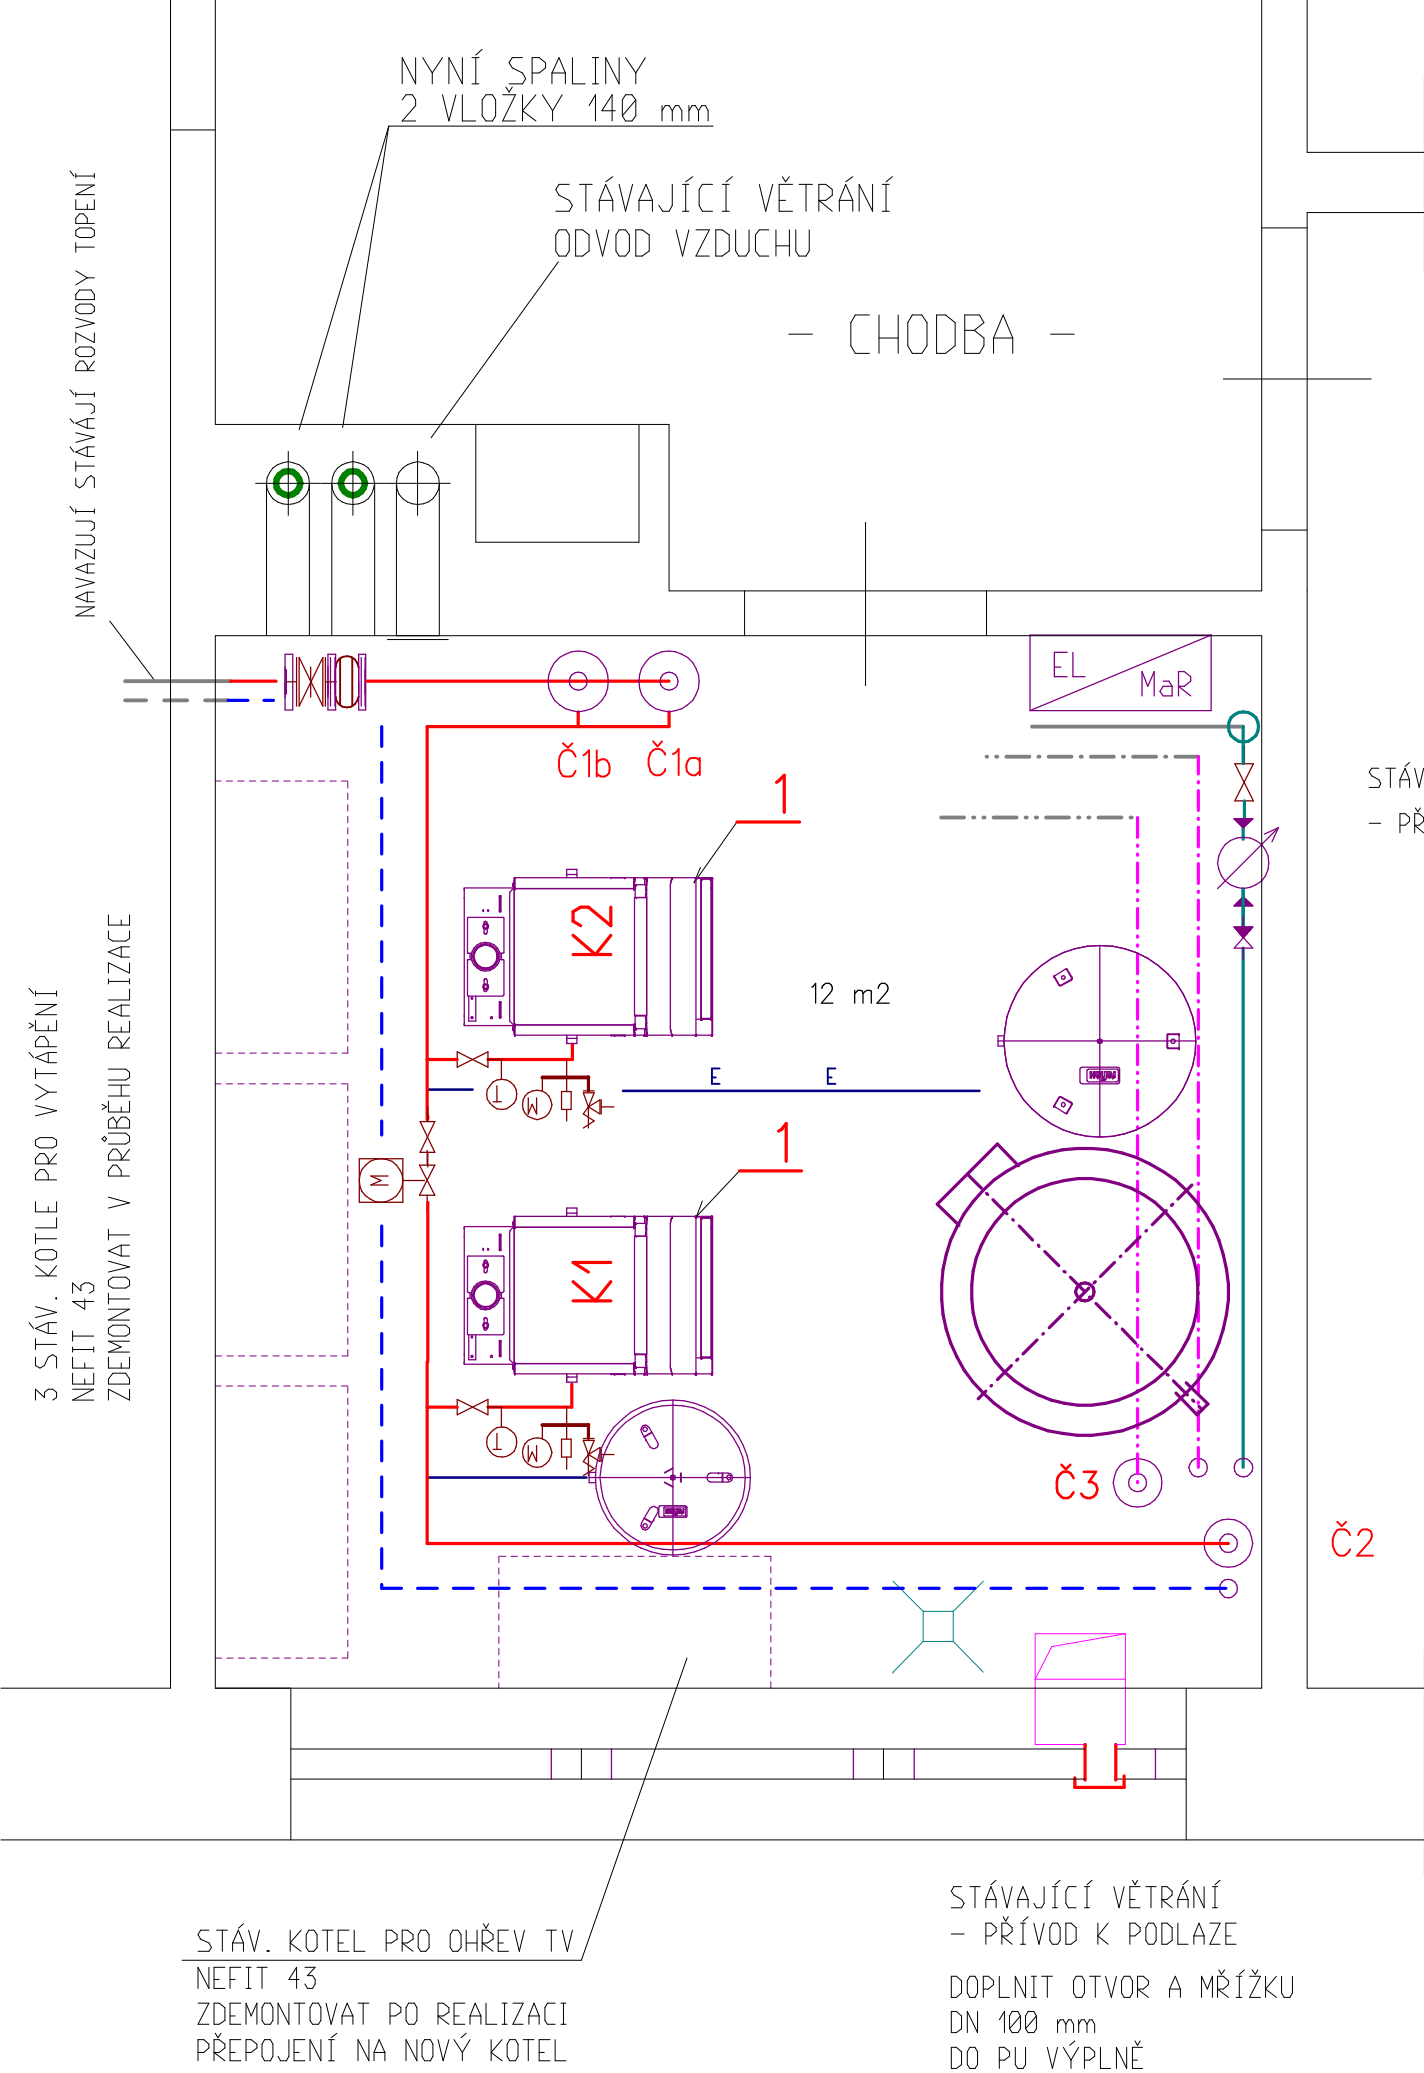 NYNÍ SPALINY
2 VLOŽKY 140 mm
STÁVAJÍCÍ VĚTRÁNÍ
ODVOD VZDUCHU
- CHODBA -
NAVAZUJÍ STÁVÁJÍ ROZVODY TOPENÍ
EL
MaR
Č1b
Č1a
1
STÁV
- PŘ
K2
12 m2
E
E
T
M
1
M
K1
3 STÁV. KOTLE PRO VYTÁPĚNÍ
NEFIT 43
ZDEMONTOVAT V PRŮBĚHU REALIZACE
T
M
Č3
Č2
STÁV. KOTEL PRO OHŘEV TV
NEFIT 43
ZDEMONTOVAT PO REALIZACI
PŘEPOJENÍ NA NOVÝ KOTEL
STÁVAJÍCÍ VĚTRÁNÍ
- PŘÍVOD K PODLAZE
DOPLNIT OTVOR A MŘÍŽKU
DN 100 mm
DO PU VÝPLNĚ